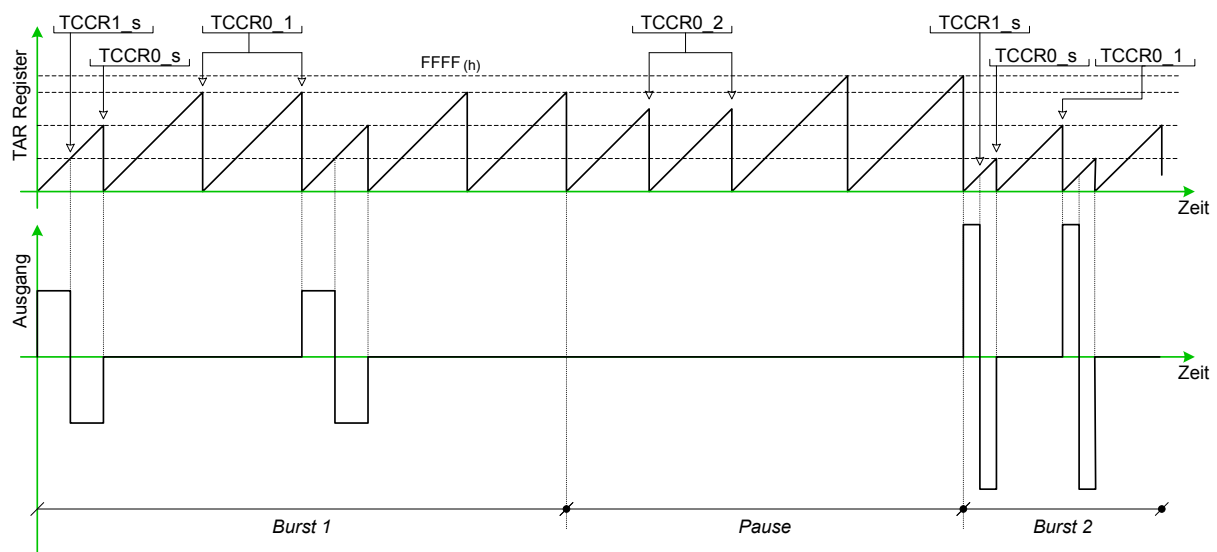 TCCR1_s
TCCR0_1
TCCR0_2
TCCR1_s
TCCR0_s
TCCR0_s
TCCR0_1
FFFF (h)
TAR Register
Zeit
Ausgang
Zeit
Burst 1
Pause
Burst 2